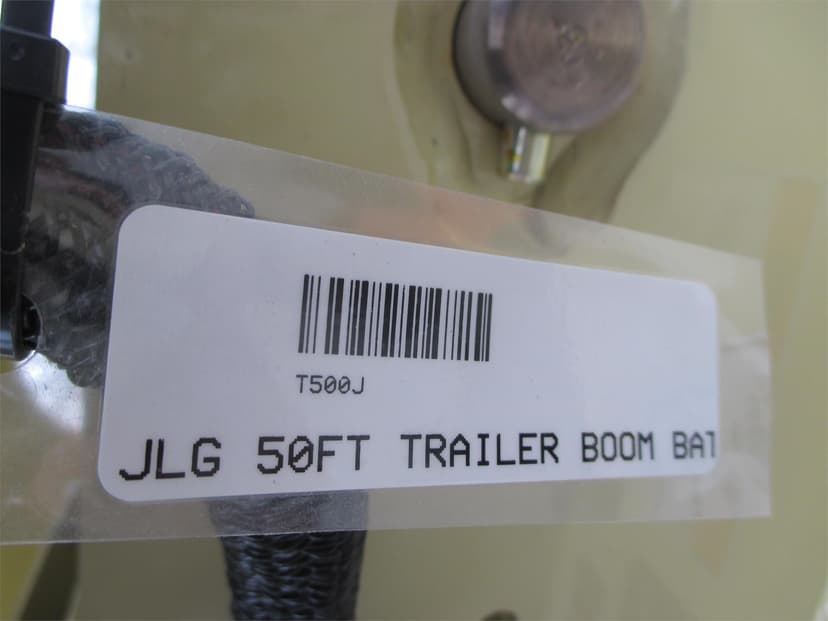 T500J
JLG 50FT TRAILER BOOM BAT